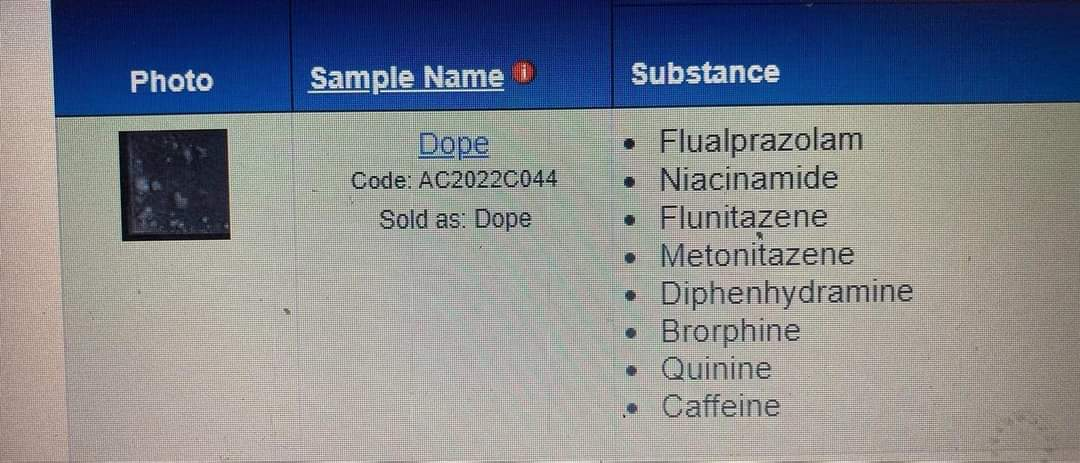 Photo
Sample Name
Substance
Dope
Code: AC2022C044
Sold as: Dope
Flualprazolam
Niacinamide
Flunitazene
Metonitazene
Diphenhydramine
Brorphine
Quinine
Caffeine